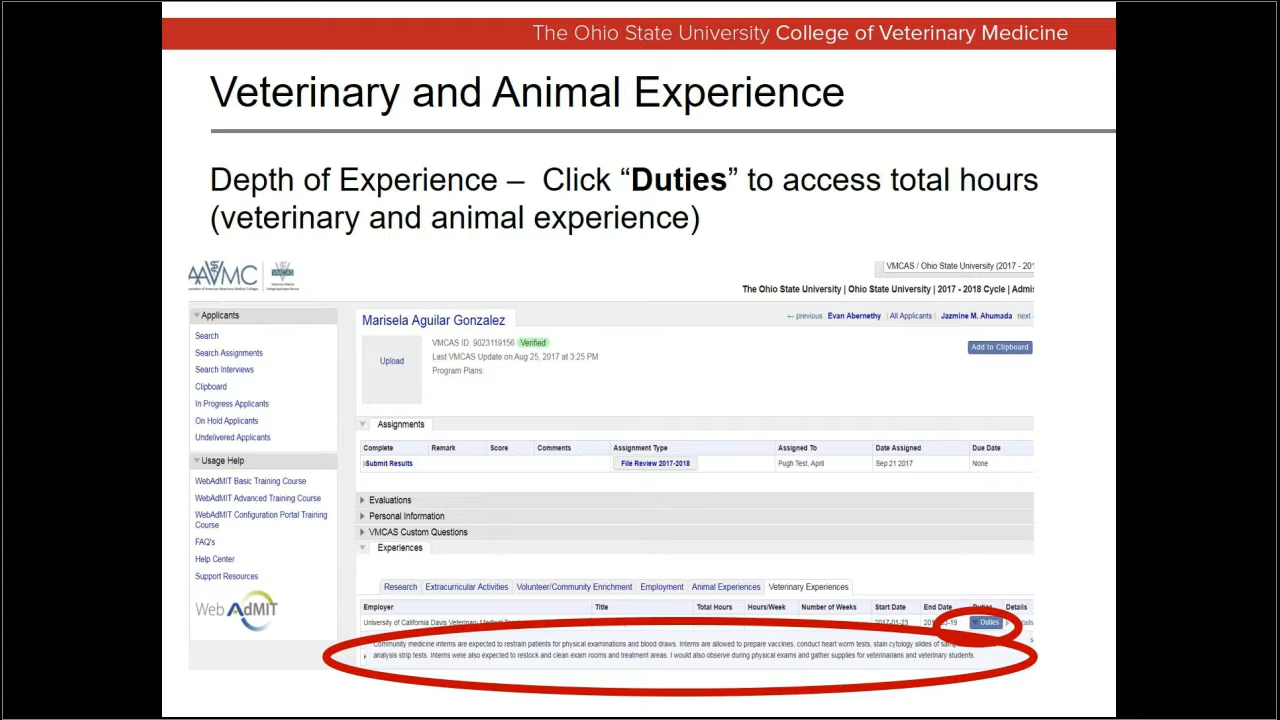 The Ohio State University College of Veterinary Medicine
Veterinary and Animal Experience
Depth of Experience – Click “Duties” to access total hours
(veterinary and animal experience)
AAVMC
VMCAS
VMCAS / Ohio State University (2017 - 201
The Ohio State University | Ohio State University | 2017 - 2018 Cycle | Admis
Applicants
Search
Search Assignments
Search Interviews
Clipboard
In Progress Applicants
On Hold Applicants
Undelivered Applicants
Usage Help
WebAdMIT Basic Training Course
WebAdMIT Advanced Training Course
WebAdMIT Configuration Portal Training
Course
FAQ's
Help Center
Support Resources
Web AdMIT
Marisela Aguilar Gonzalez
← previous Evan Abernethy | All Applicants | Jazmine M. Ahumada next
Upload
VMCAS ID: 9023119156 Verified
Last VMCAS Update on Aug 25, 2017 at 3:25 PM
Program Plans:
Add to Clipboard
Assignments
Complete Remark Score Comments Assignment Type Assigned To Date Assigned Due Date
Submit Results File Review 2017-2018 Pugh Test, April Sep 21 2017 None
Evaluations
Personal Information
VMCAS Custom Questions
Experiences
Research Extracurricular Activities Volunteer/Community Enrichment Employment Animal Experiences Veterinary Experiences
Employer Title Total Hours Hours/Week Number of Weeks Start Date End Date Duties Details
University of California Davis Veterinary Medical 2017-01-23 Duties
Community medicine interns are expected to restrain patients for physical examinations and blood draws. Interns are allowed to prepare vaccines, conduct heart worm tests, stain cytology slides of
analysis strip tests. Interns were also expected to restock and clean exam rooms and treatment areas. I would also observe during physical exams and gather supplies for veterinarians and veterinary students.